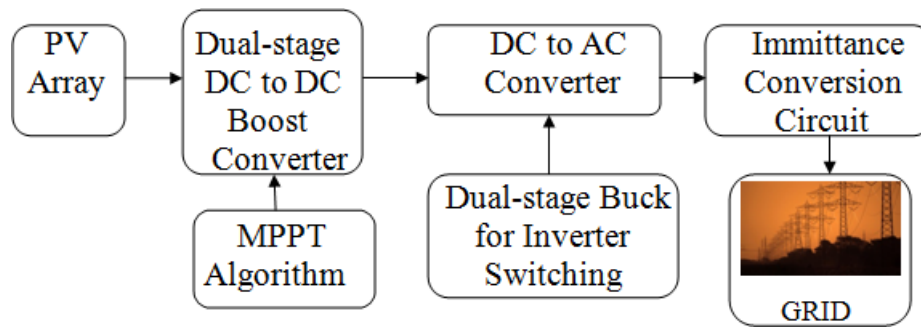 PV
Array
Dual-stage
DC to DC
Boost
Converter
DC to AC
Converter
Immittance
Conversion
Circuit
MPPT
Algorithm
Dual-stage Buck
for Inverter
Switching
GRID